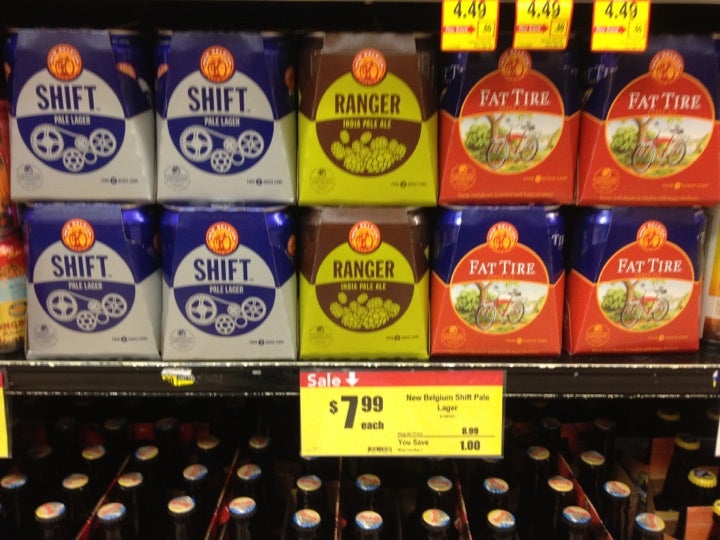 4.49
4.49
4.49
SHIFT
PALE LAGER
SHIFT
PALE LAGER
RANGER
INDIA PALE ALE
FAT TIRE
FAT TIRE
SHIFT
PALE LAGER
SHIFT
PALE LAGER
RANGER
INDIA PALE ALE
FAT TIRE
FAT TIRE
Sale
$7.99
each
New Belgium Shift Pale
Lager
Regular Price 8.99
You Save 1.00